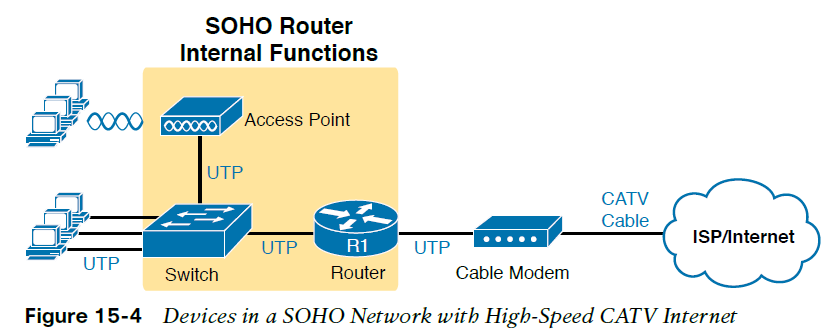 SOHO Router
Internal Functions
Access Point
UTP
CATV
Cable
ISP/Internet
UTP
R1
UTP
UTP
Switch
Router
Cable Modem
Figure 15-4 Devices in a SOHO Network with High-Speed CATV Internet